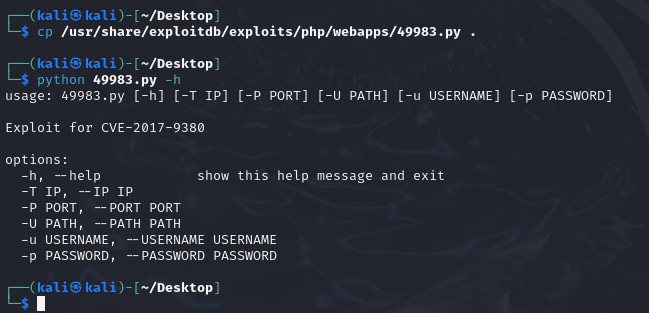 ┌──(kali㉿kali)-[~/Desktop]
└─$ cp /usr/share/exploitdb/exploits/php/webapps/49983.py .
┌──(kali㉿kali)-[~/Desktop]
└─$ python 49983.py -h
usage: 49983.py [-h] [-T IP] [-P PORT] [-U PATH] [-u USERNAME] [-p PASSWORD]
Exploit for CVE-2017-9380
options:
-h, --help            show this help message and exit
-T IP, --IP IP
-P PORT, --PORT PORT
-U PATH, --PATH PATH
-u USERNAME, --USERNAME USERNAME
-p PASSWORD, --PASSWORD PASSWORD
┌──(kali㉿kali)-[~/Desktop]
└─$